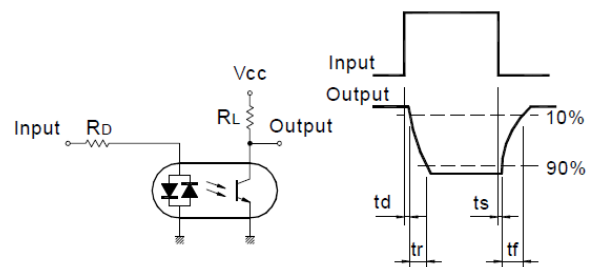 Vcc
RL
Input
RD
Output
Input
Output
10%
90%
td
ts
tr
tf